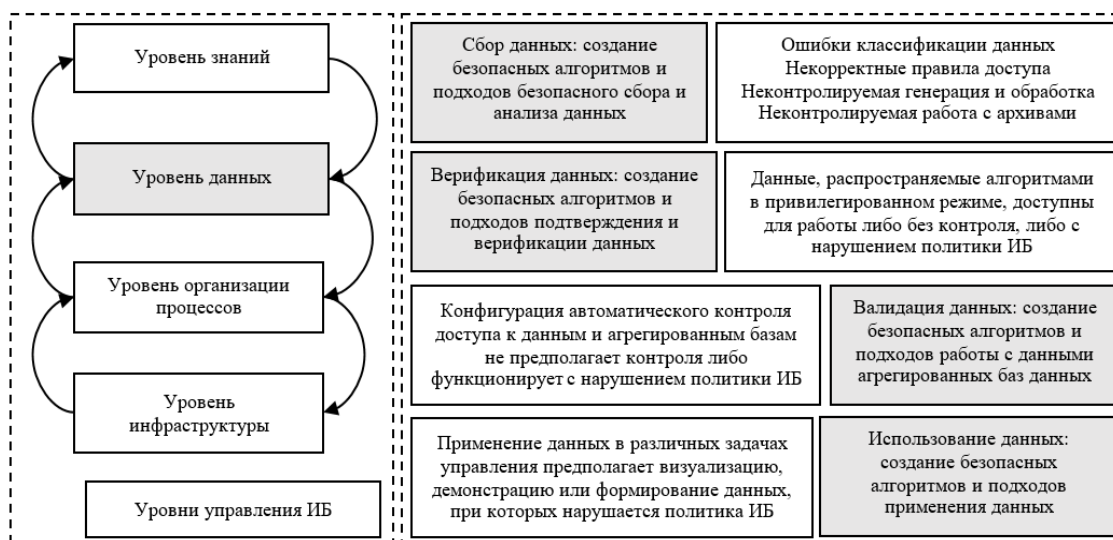 Уровень знаний
Уровень данных
Уровень организации
процессов
Уровень
инфраструктуры
Уровни управления ИБ
Сбор данных: создание
безопасных алгоритмов и
подходов безопасного сбора и
анализа данных
Ошибки классификации данных
Некорректные правила доступа
Неконтролируемая генерация и обработка
Неконтролируемая работа с архивами
Верификация данных: создание
безопасных алгоритмов и
подходов подтверждения и
верификации данных
Данные, распространяемые алгоритмами
в привилегированном режиме, доступны
для работы либо без контроля, либо с
нарушением политики ИБ
Конфигурация автоматического контроля
доступа к данным и агрегированным базам
не предполагает контроля либо
функционирует с нарушением политики ИБ
Валидация данных: создание
безопасных алгоритмов и
подходов работы с данными
агрегированных баз данных
Применение данных в различных задачах
управления предполагает визуализацию,
демонстрацию или формирование данных,
при которых нарушается политика ИБ
Использование данных:
создание безопасных
алгоритмов и подходов
применения данных